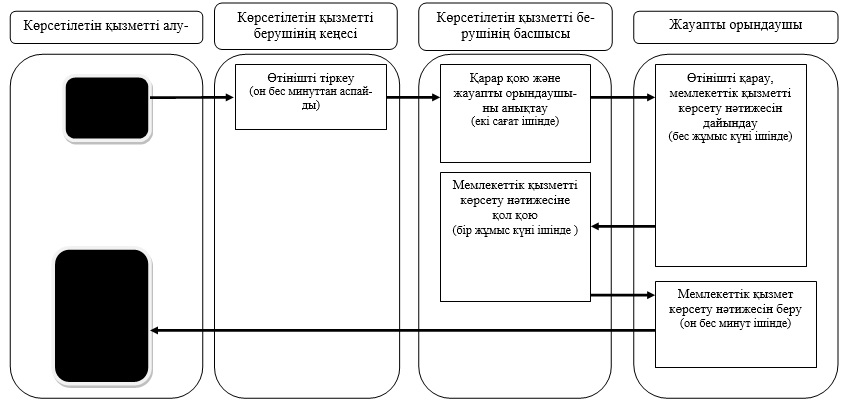 Көрсетілетін қызметті алу-
Көрсетілетін қызметті
берушінің кеңесі
Көрсетілетін қызметті бе-
рушінің басшысы
Жауапты орындаушы
Өтінішті тіркеу
(он бес минуттан аспай-
ды)
Қарар қою және
жауапты орындаушы-
ны анықтау
(екі сағат ішінде)
Өтінішті қарау,
мемлекеттік қызметті
көрсету нәтижесін
дайындау
(бес жұмыс күні ішінде)
Мемлекеттік қызметті
көрсету нәтижесіне
қол қою
(бір жұмыс күні ішінде )
Мемлекеттік қызмет
көрсету нәтижесін беру
(он бес минут ішінде)